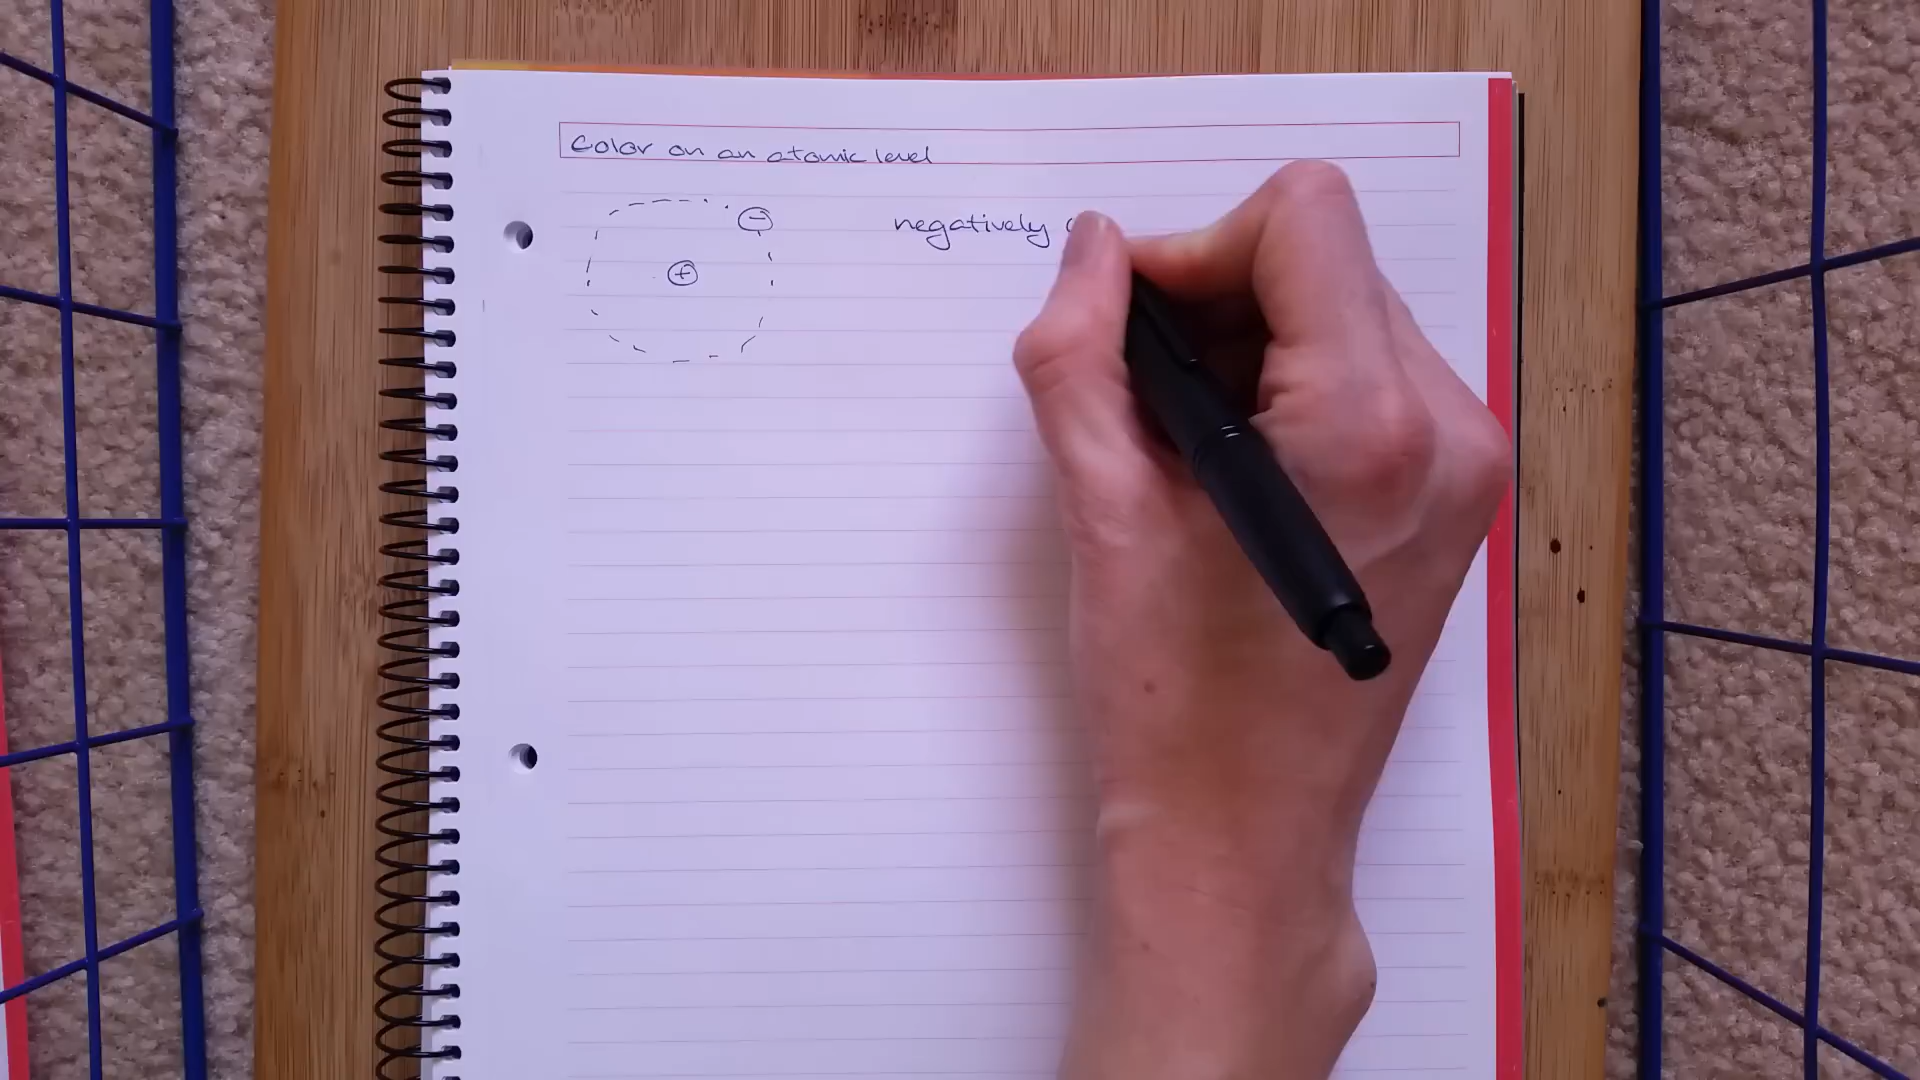 Color on an atomic level
−
negatively
+